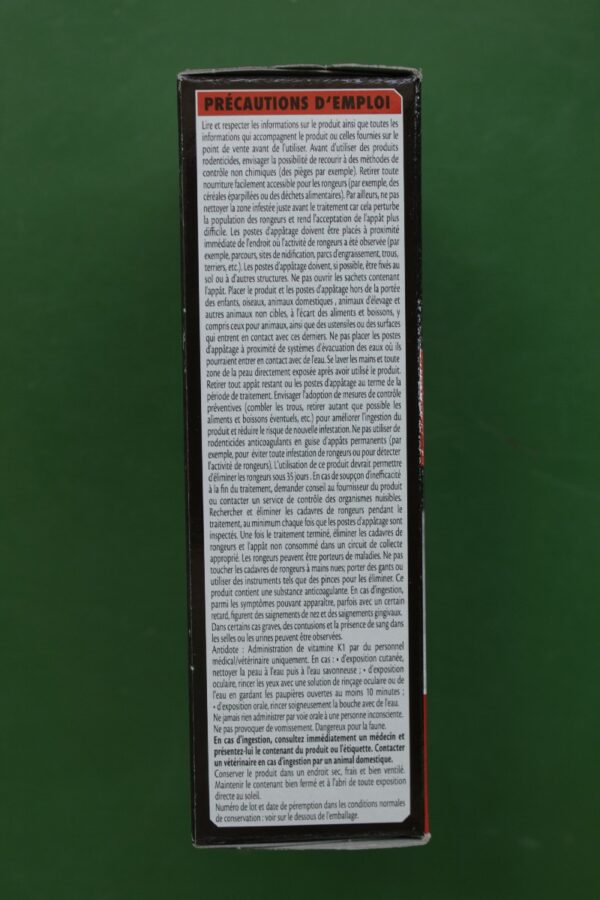 PRÉCAUTIONS D'EMPLOI
Lire et respecter les informations sur le produit ainsi que toutes les
informations qui accompagnent le produit ou celles fournies sur le
point de vente avant de l'utiliser. Avant d'utiliser des produits
rodenticides, envisager la possibilité de recourir à des méthodes de
contrôle non chimiques (des pièges par exemple). Retirer toute
nourriture facilement accessible pour les rongeurs (par exemple, des
céréales éparpillées ou des déchets alimentaires). Par ailleurs, ne pas
nettoyer la zone infestée juste avant le traitement car cela perturbe
la population des rongeurs et rend l'acceptation de l'appât plus
difficile. Les postes d'appâtage doivent être placés à proximité
immédiate de l'endroit où l'activité de rongeurs a été observée (par
exemple, parcours, sites de nidification, parcs d'engraissement, trous,
terriers, etc.). Les postes d'appâtage doivent, si possible, être fixés au
sol ou à d'autres structures. Ne pas ouvrir les sachets contenant
l'appât. Placer le produit et les postes d'appâtage hors de la portée
des enfants, oiseaux, animaux domestiques , animaux d'élevage et
autres animaux non cibles, à l'écart des aliments et boissons, y
compris ceux pour animaux, ainsi que des ustensiles ou des surfaces
qui entrent en contact avec ces derniers. Ne pas placer les postes
d'appâtage à proximité de systèmes d'évacuation des eaux où ils
pourraient entrer en contact avec de l'eau. Se laver les mains et toute
zone de la peau directement exposée après avoir utilisé le produit.
Retirer tout appât restant ou les postes d'appâtage au terme de la
période de traitement. Envisager l'adoption de mesures de contrôle
préventives (combler les trous, retirer autant que possible les
aliments et boissons éventuels, etc.) pour améliorer l'ingestion du
produit et réduire le risque de nouvelle infestation. Ne pas utiliser de
rodenticides anticoagulants en guise d'appâts permanents (par
exemple, pour éviter toute infestation de rongeurs ou pour détecter
l'activité de rongeurs). L'utilisation de ce produit devrait permettre
d'éliminer les rongeurs sous 35 jours . En cas de soupçon d'inefficacité
à la fin du traitement, demander conseil au fournisseur du produit
ou contacter un service de contrôle des organismes nuisibles.
Rechercher et éliminer les cadavres de rongeurs pendant le
traitement, au minimum chaque fois que les postes d'appâtage sont
inspectés. Une fois le traitement terminé, éliminer les cadavres de
rongeurs et l'appât non consommé dans un circuit de collecte
approprié. Les rongeurs peuvent être porteurs de maladies. Ne pas
toucher les cadavres de rongeurs à mains nues; porter des gants ou
utiliser des instruments tels que des pinces pour les éliminer. Ce
produit contient une substance anticoagulante. En cas d'ingestion,
parmi les symptômes pouvant apparaître, parfois avec un certain
retard, figurent des saignements de nez et des saignements gingivaux.
Dans certains cas graves, des contusions et la présence de sang dans
les selles ou les urines peuvent être observées.
Antidote : Administration de vitamine K1 par du personnel
médical/vétérinaire uniquement. En cas : • d'exposition cutanée,
nettoyer la peau à l'eau puis à l'eau savonneuse ; • d'exposition
oculaire, rincer les yeux avec une solution de rinçage oculaire ou de
l'eau en gardant les paupières ouvertes au moins 10 minutes ;
• d'exposition orale, rincer soigneusement la bouche avec de l'eau.
Ne jamais rien administrer par voie orale à une personne inconsciente.
Ne pas provoquer de vomissement. Dangereux pour la faune.
En cas d'ingestion, consultez immédiatement un médecin et
présentez-lui le contenant du produit ou l'étiquette. Contacter
un vétérinaire en cas d'ingestion par un animal domestique.
Conserver le produit dans un endroit sec, frais et bien ventilé.
Maintenir le contenant bien fermé et à l'abri de toute exposition
directe au soleil.
Numéro de lot et date de péremption dans les conditions normales
de conservation : voir sur le dessous de l'emballage.